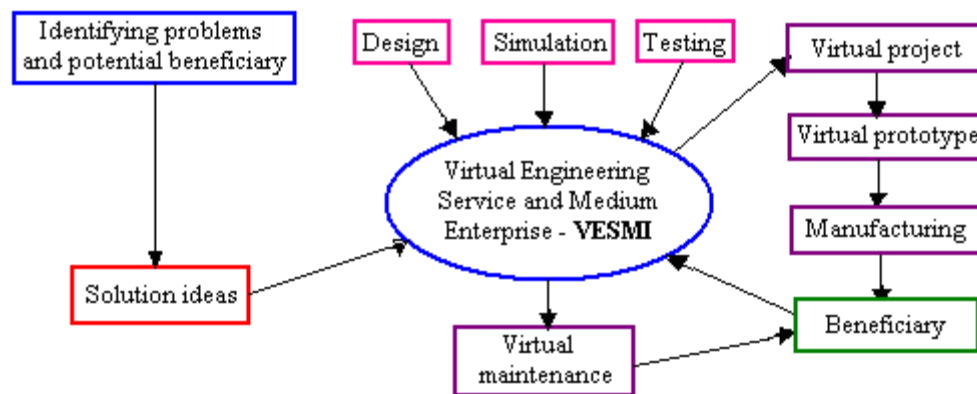 Identifying problems
and potential beneficiary
Design
Simulation
Testing
Virtual project
Virtual prototype
Virtual Engineering
Service and Medium
Enterprise - VESMI
Manufacturing
Solution ideas
Beneficiary
Virtual
maintenance